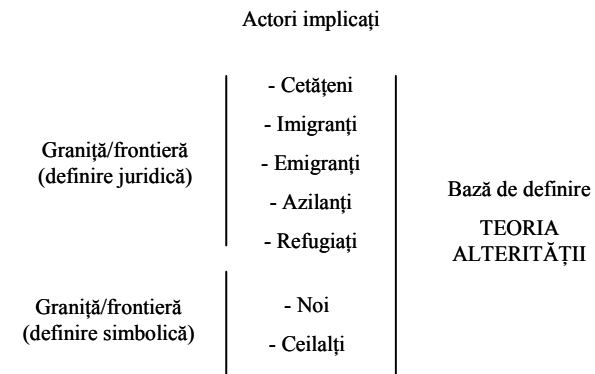 Actori implicați
- Cetățeni
- Imigranți
Graniță/frontieră
(definire juridică)
- Emigranți
- Azilanți
- Refugiați
Bază de definire
TEORIA
ALTERITĂȚII
Graniță/frontieră
(definire simbolică)
- Noi
- Ceilalți